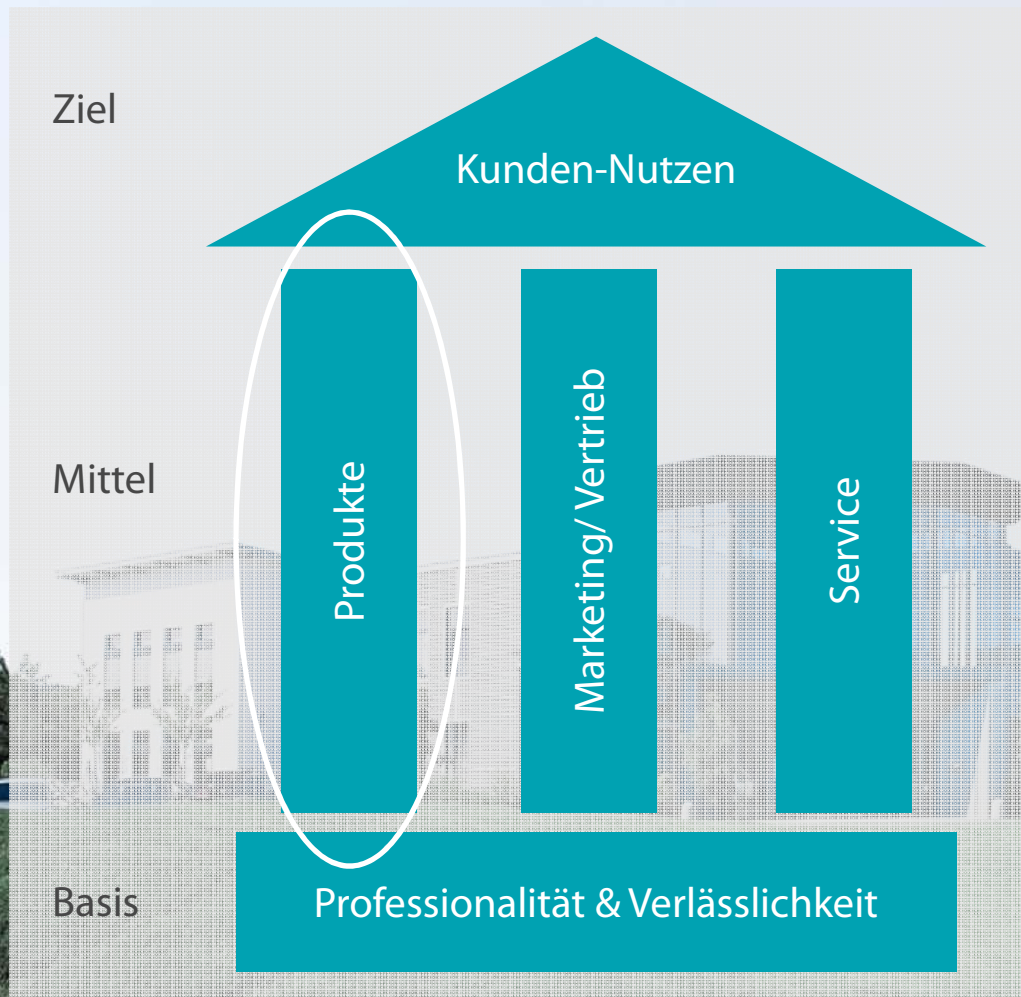 Ziel
Kunden-Nutzen
Mittel
Produkte
Marketing/ Vertrieb
Service
Basis
Professionalität & Verlässlichkeit